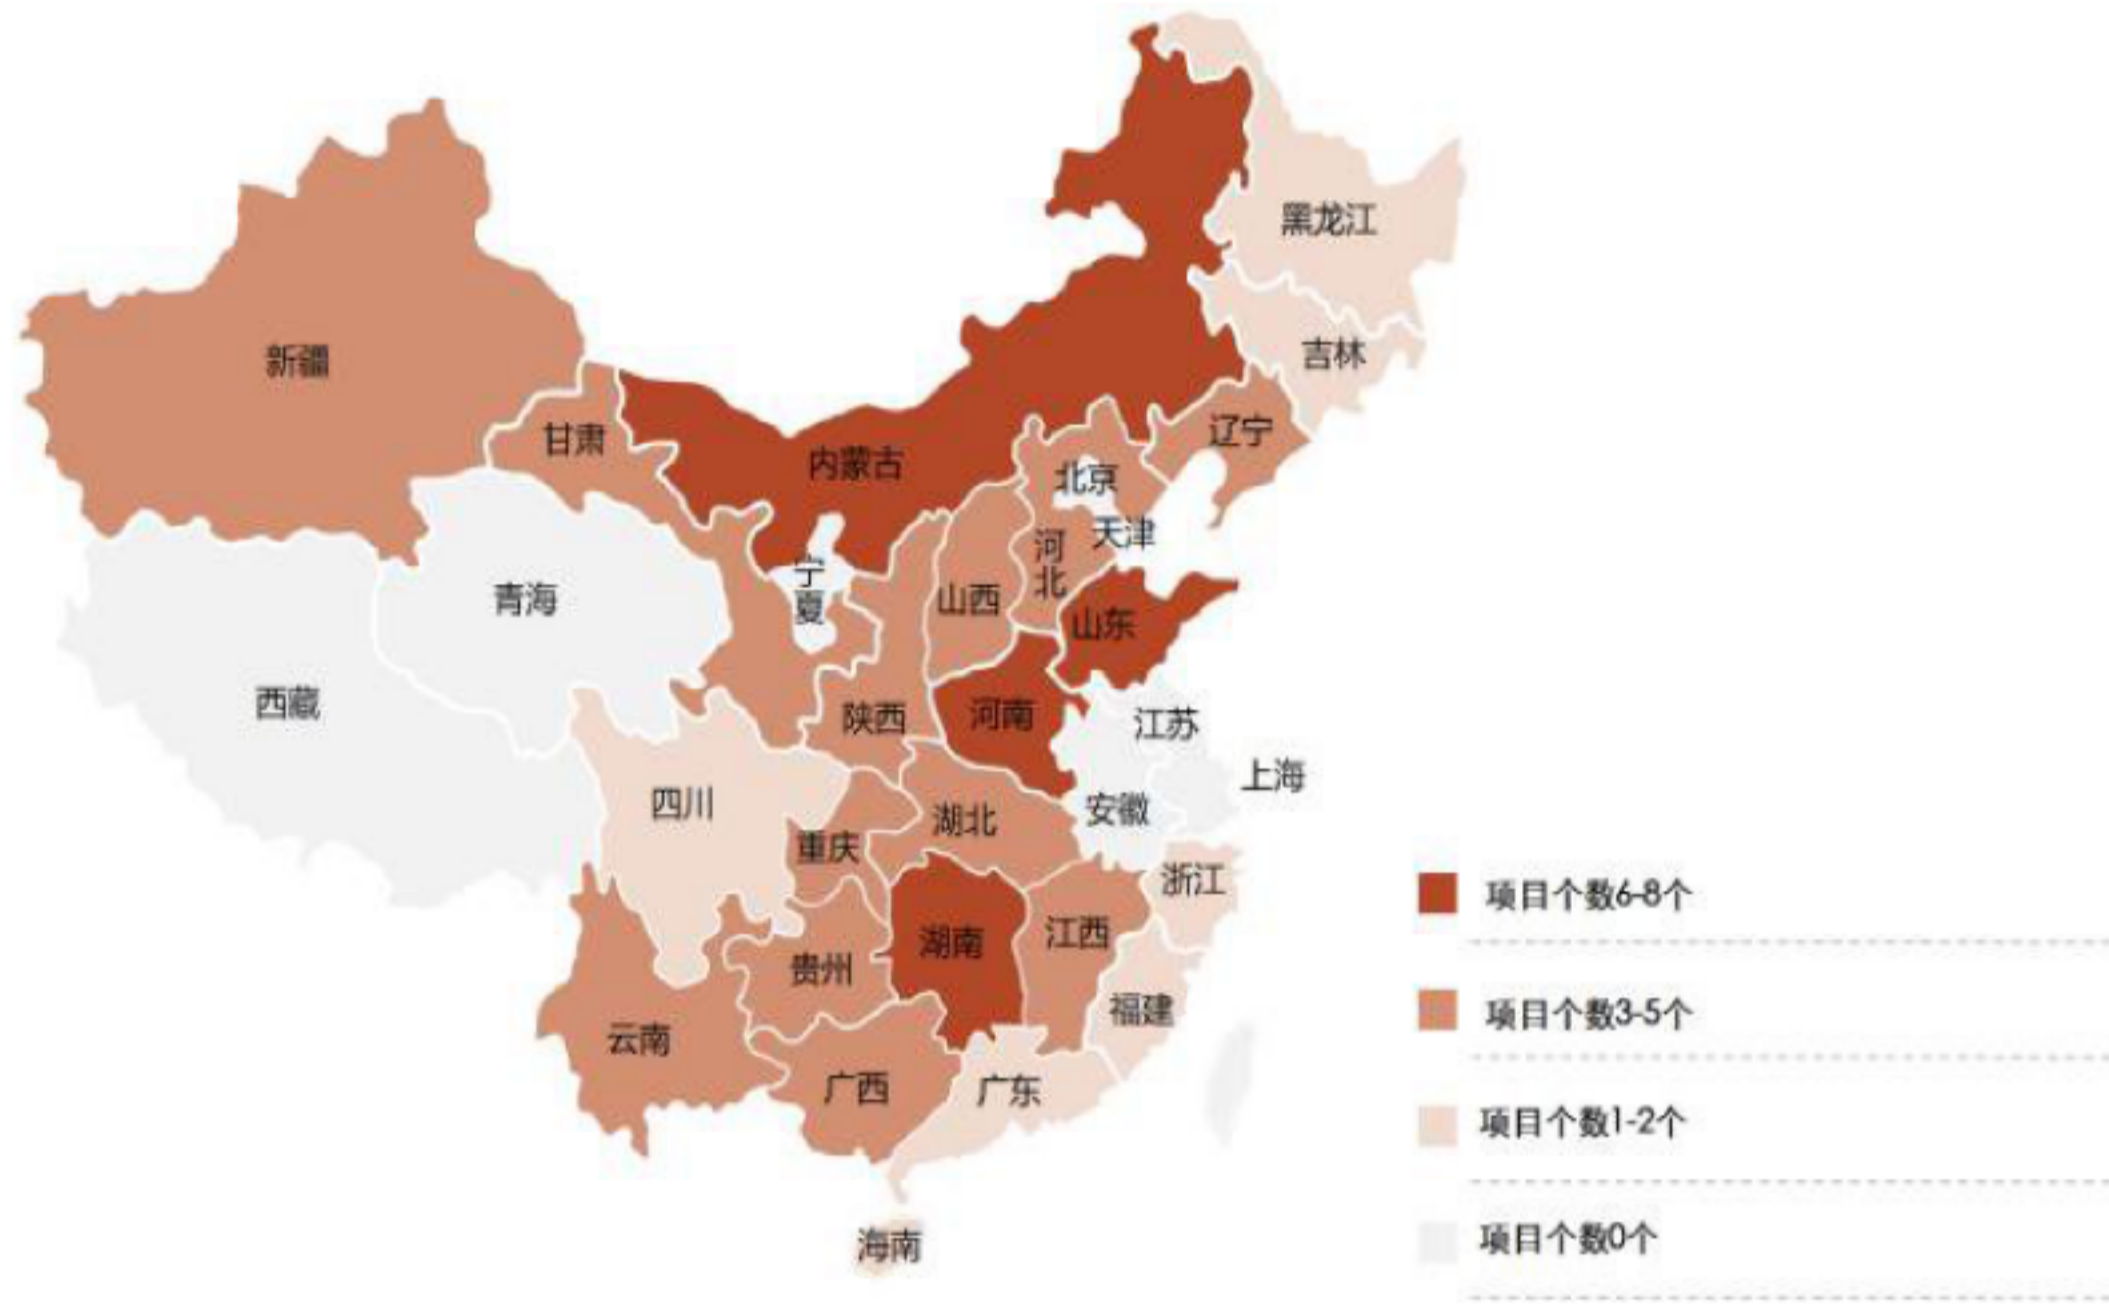 黑龙江
吉林
新疆
辽宁
甘肃
内蒙古
北京
天津
河北
宁夏
青海
山西
山东
西藏
陕西
河南
江苏
上海
四川
安徽
湖北
重庆
浙江
湖南
江西
贵州
福建
云南
广西
广东
海南
项目个数6-8个
项目个数3-5个
项目个数1-2个
项目个数0个